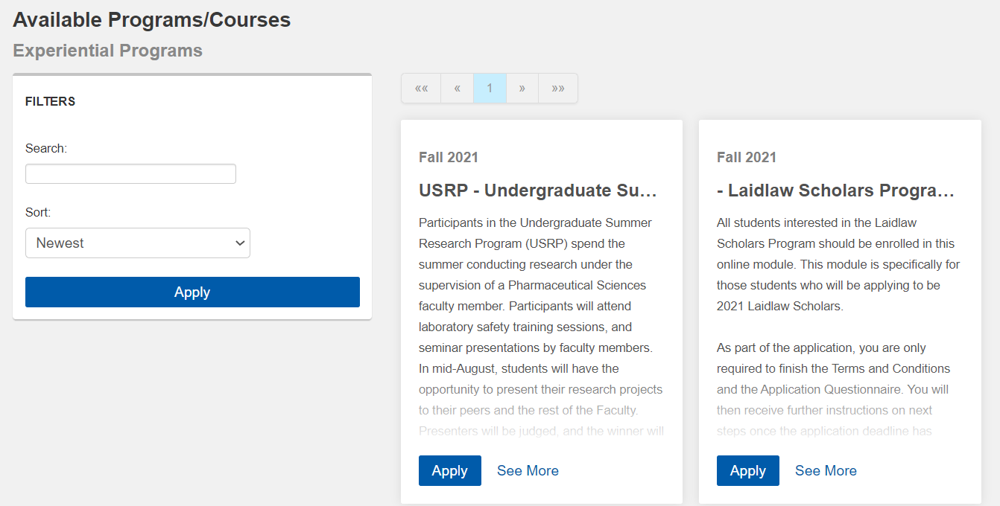 Available Programs/Courses
Experiential Programs
FILTERS
Search:
Sort:
Newest
Apply
«« « 1 » »»
Fall 2021
USRP - Undergraduate Su...
Participants in the Undergraduate Summer
Research Program (USRP) spend the
summer conducting research under the
supervision of a Pharmaceutical Sciences
faculty member. Participants will attend
laboratory safety training sessions, and
seminar presentations by faculty members.
In mid-August, students will have the
opportunity to present their research projects
to their peers and the rest of the Faculty.
Presenters will be judged, and the winner will
Apply See More
Fall 2021
- Laidlaw Scholars Progra...
All students interested in the Laidlaw
Scholars Program should be enrolled in this
online module. This module is specifically for
those students who will be applying to be
2021 Laidlaw Scholars.
As part of the application, you are only
required to finish the Terms and Conditions
and the Application Questionnaire. You will
then receive further instructions on next
steps once the application deadline has
Apply See More